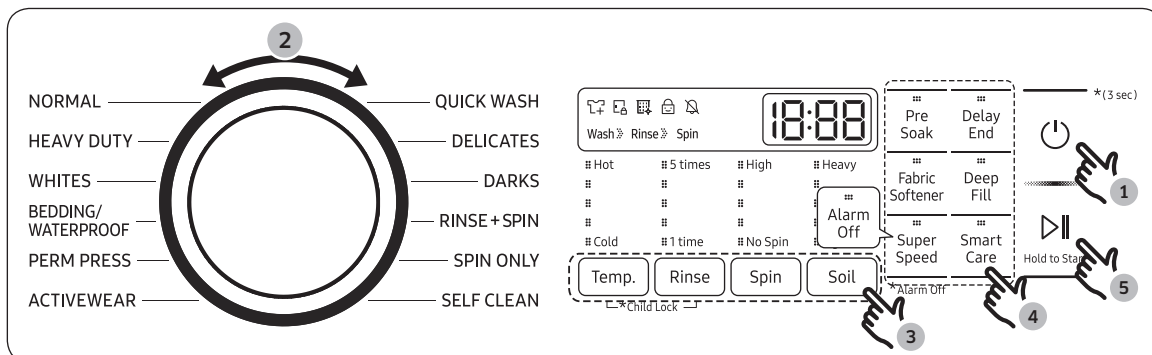 2
NORMAL
HEAVY DUTY
WHITES
BEDDING/
WATERPROOF
PERM PRESS
ACTIVEWEAR
QUICK WASH
DELICATES
DARKS
RINSE+SPIN
SPIN ONLY
SELF CLEAN
Wash Rinse Spin
18:88
Hot 5 times High Heavy
Cold 1 time No Spin
Temp. Rinse Spin Soil
*Child Lock
3
Alarm
Off
Pre
Soak
Delay
End
Fabric
Softener
Deep
Fill
Super
Speed
Smart
Care
*Alarm Off
4
*(3 sec)
1
Hold to
5